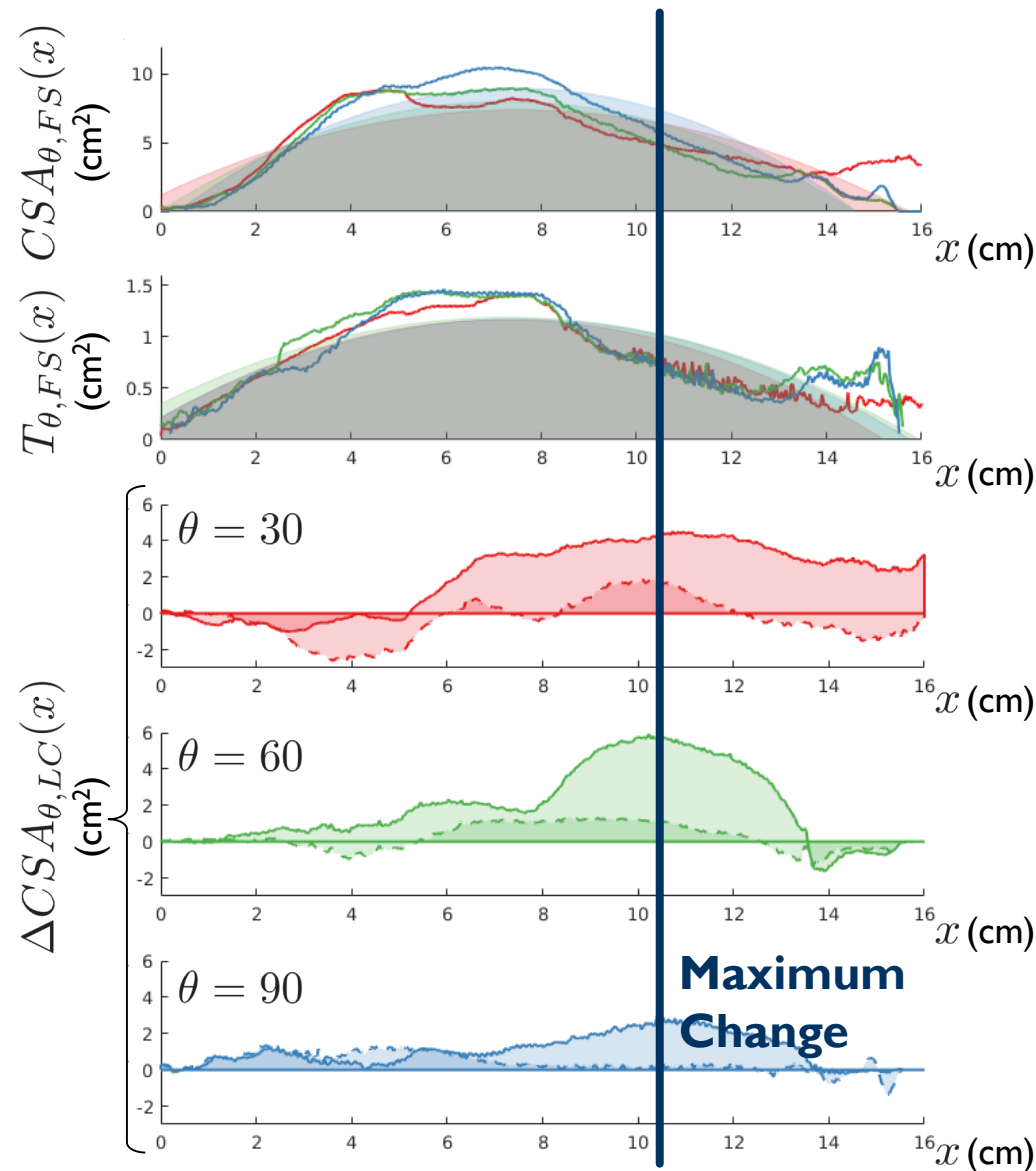 CSA_{θ,FS}(x)
(cm²)
10
5
0
0 2 4 6 8 10 12 14 16
x (cm)
T_{θ,FS}(x)
(cm²)
1.5
1
0.5
0
0 2 4 6 8 10 12 14 16
x (cm)
ΔCSA_{θ,LC}(x)
(cm²)
θ = 30
6
4
2
0
-2
0 2 4 6 8 10 12 14 16
x (cm)
θ = 60
6
4
2
0
-2
0 2 4 6 8 10 12 14 16
x (cm)
θ = 90
Maximum
Change
6
4
2
0
-2
0 2 4 6 8 10 12 14 16
x (cm)